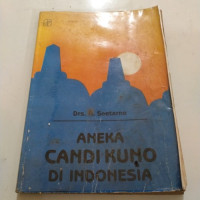 Drs. R. Soetarno
ANEKA
CANDI KUNO
DI INDONESIA